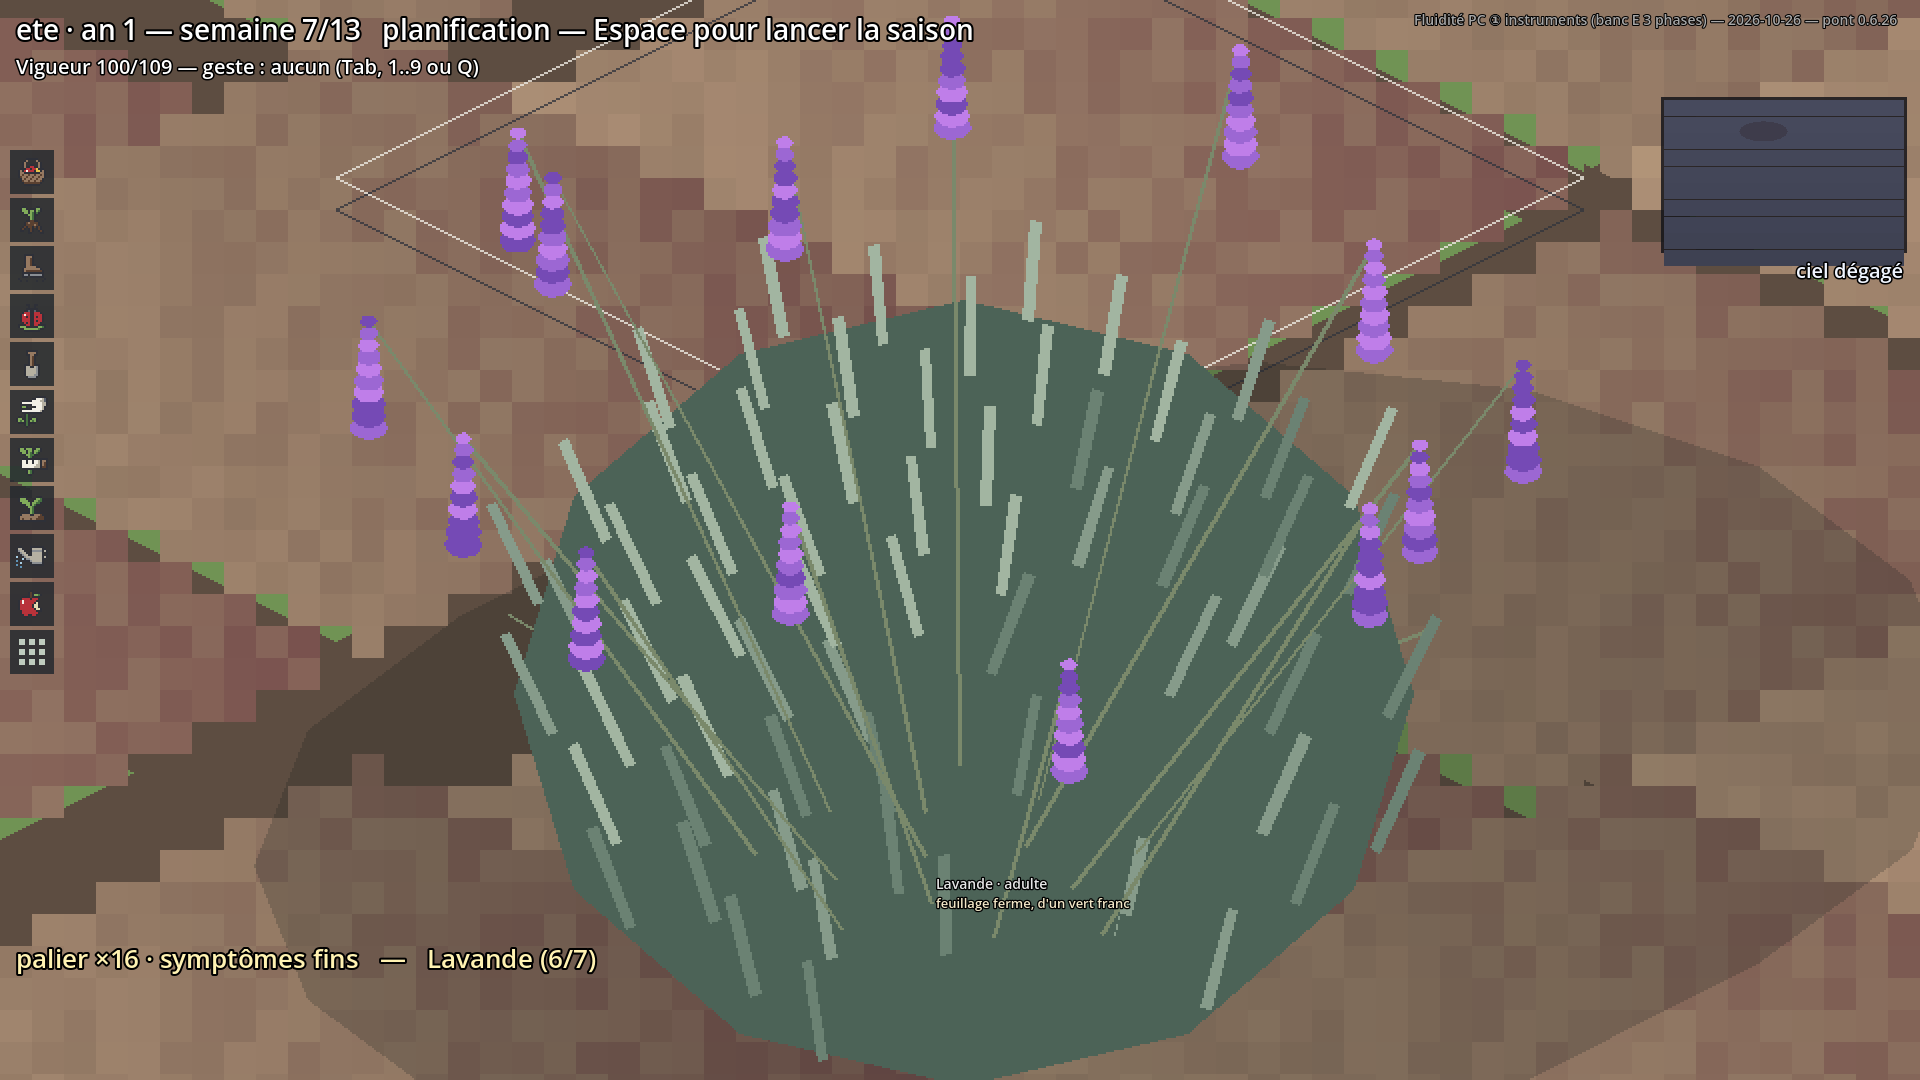 ete · an 1 — semaine 7/13 planification — Espace pour lancer la saison
Fluidité PC ① instruments (banc E 3 phases) — 2026-10-26 — pont 0.6.26
Vigueur 100/109 — geste : aucun (Tab, 1..9 ou Q)
ciel dégagé
Lavande · adulte
feuillage ferme, d'un vert franc
palier ×16 · symptômes fins — Lavande (6/7)